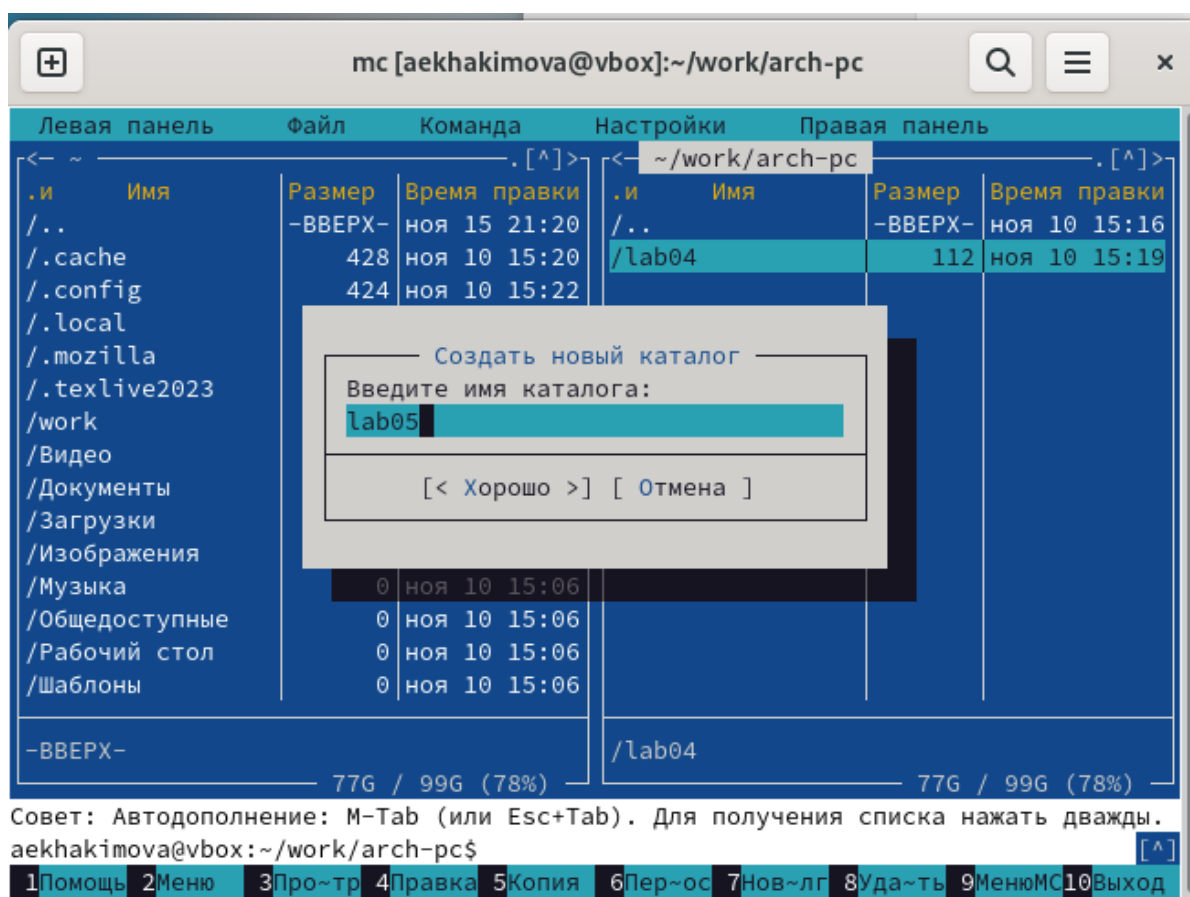 mc [aekhakimova@vbox]:~/work/arch-pc
Левая панель Файл Команда Настройки Правая панель
<— ~ .[^]> <— ~/work/arch-pc .[^]>
.и Имя Размер Время правки .и Имя Размер Время правки
/.. -ВВЕРХ- ноя 15 21:20 /.. -ВВЕРХ- ноя 10 15:16
/.cache 428 ноя 10 15:20 /lab04 112 ноя 10 15:19
/.config 424 ноя 10 15:22
/.local
/.mozilla Создать новый каталог
/.texlive2023 Введите имя каталога:
/work lab05
/Видео
/Документы [< Хорошо >] [ Отмена ]
/Загрузки
/Изображения
/Музыка 0 ноя 10 15:06
/Общедоступные 0 ноя 10 15:06
/Рабочий стол 0 ноя 10 15:06
/Шаблоны 0 ноя 10 15:06
-ВВЕРХ- /lab04
77G / 99G (78%) 77G / 99G (78%)
Совет: Автодополнение: M-Tab (или Esc+Tab). Для получения списка нажать дважды.
aekhakimova@vbox:~/work/arch-pc$ [^]
1Помощь 2Меню 3Про~тр 4Правка 5Копия 6Пер~ос 7Нов~лг 8Уда~ть 9МенюMC 10Выход